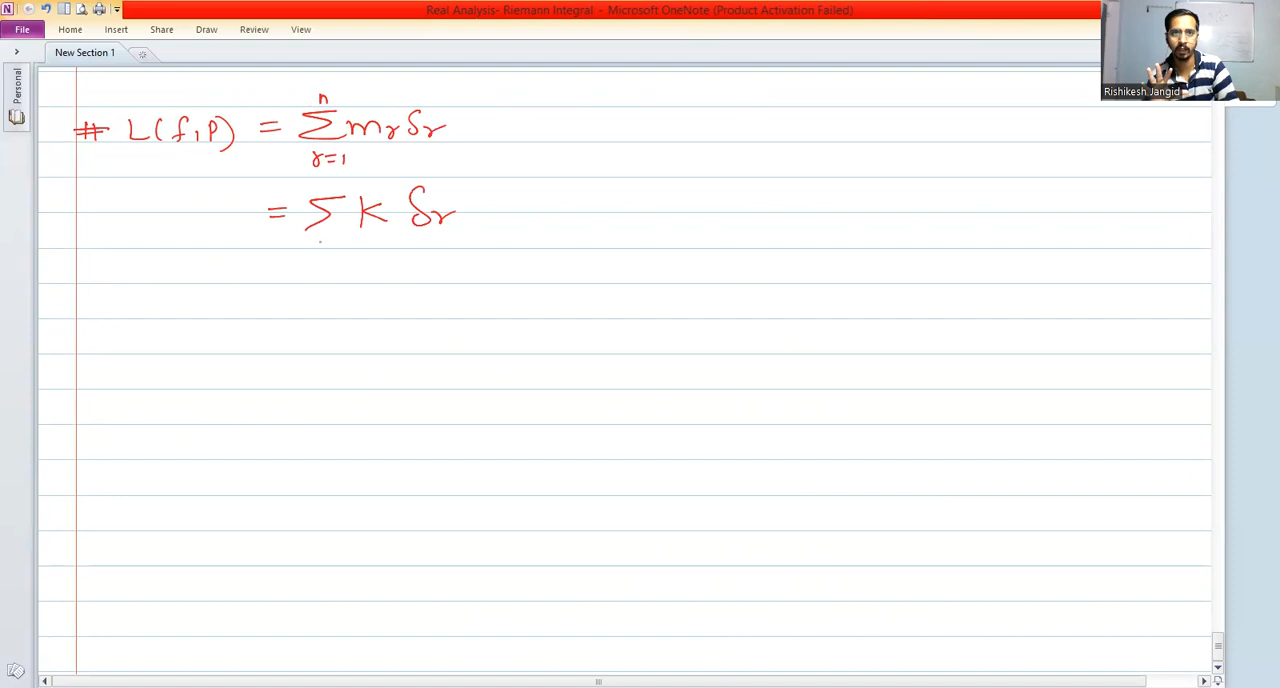 Real Analysis- Riemann Integral - Microsoft OneNote (Product Activation Failed)
File Home Insert Share Draw Review View
New Section 1
Personal
Rishikesh Jangid
# L(f,P) = n∑r=1 mr δr
= ∑ K δr